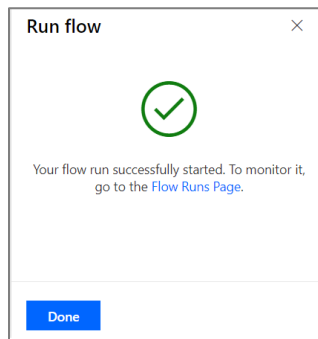 Run flow
Your flow run successfully started. To monitor it,
go to the Flow Runs Page.
Done